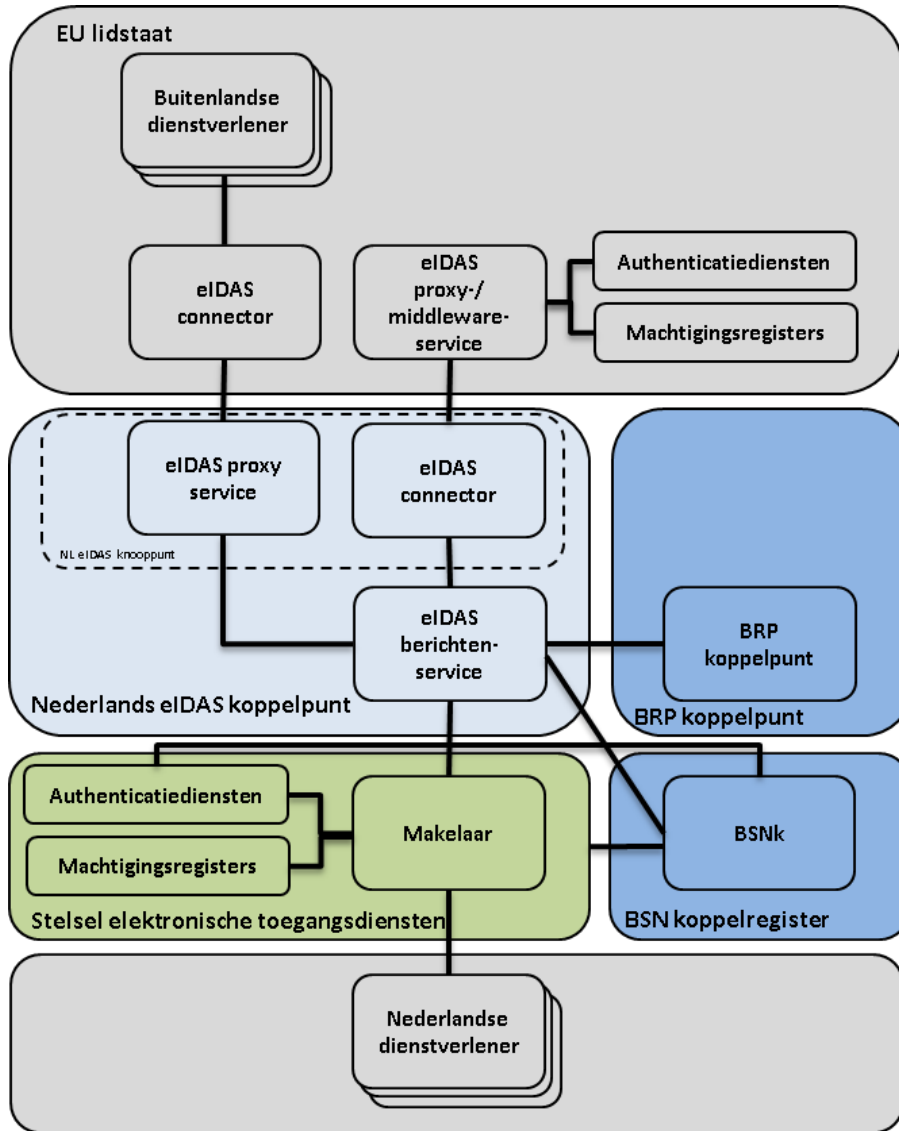 EU lidstaat
Buitenlandse
dienstverlener
eIDAS
connector
eIDAS
proxy-/
middleware-
service
Authenticatiediensten
Machtigingsregisters
eIDAS proxy
service
eIDAS
connector
NL eIDAS knooppunt
eIDAS
berichten-
service
BRP
koppelpunt
Nederlands eIDAS koppelpunt
BRP koppelpunt
Authenticatiediensten
Machtigingsregisters
Makelaar
BSNk
Stelsel elektronische toegangsdiensten
BSN koppelregister
Nederlandse
dienstverlener